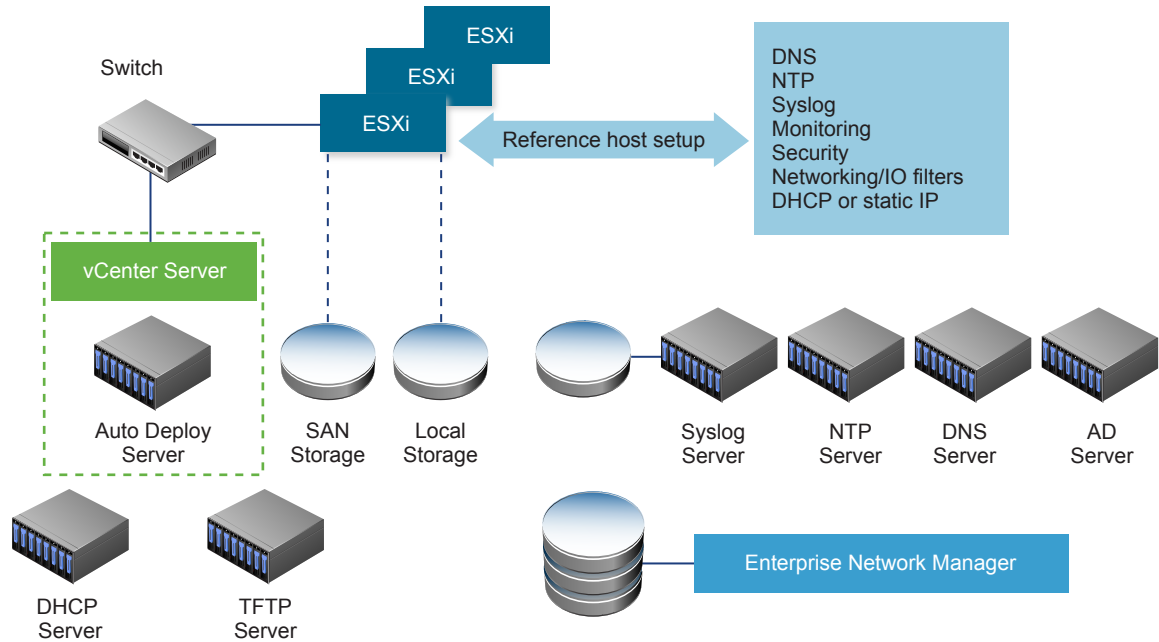 ESXi
ESXi
ESXi
Switch
Reference host setup
DNS
NTP
Syslog
Monitoring
Security
Networking/IO filters
DHCP or static IP
vCenter Server
Auto Deploy
Server
SAN
Storage
Local
Storage
Syslog
Server
NTP
Server
DNS
Server
AD
Server
DHCP
Server
TFTP
Server
Enterprise Network Manager